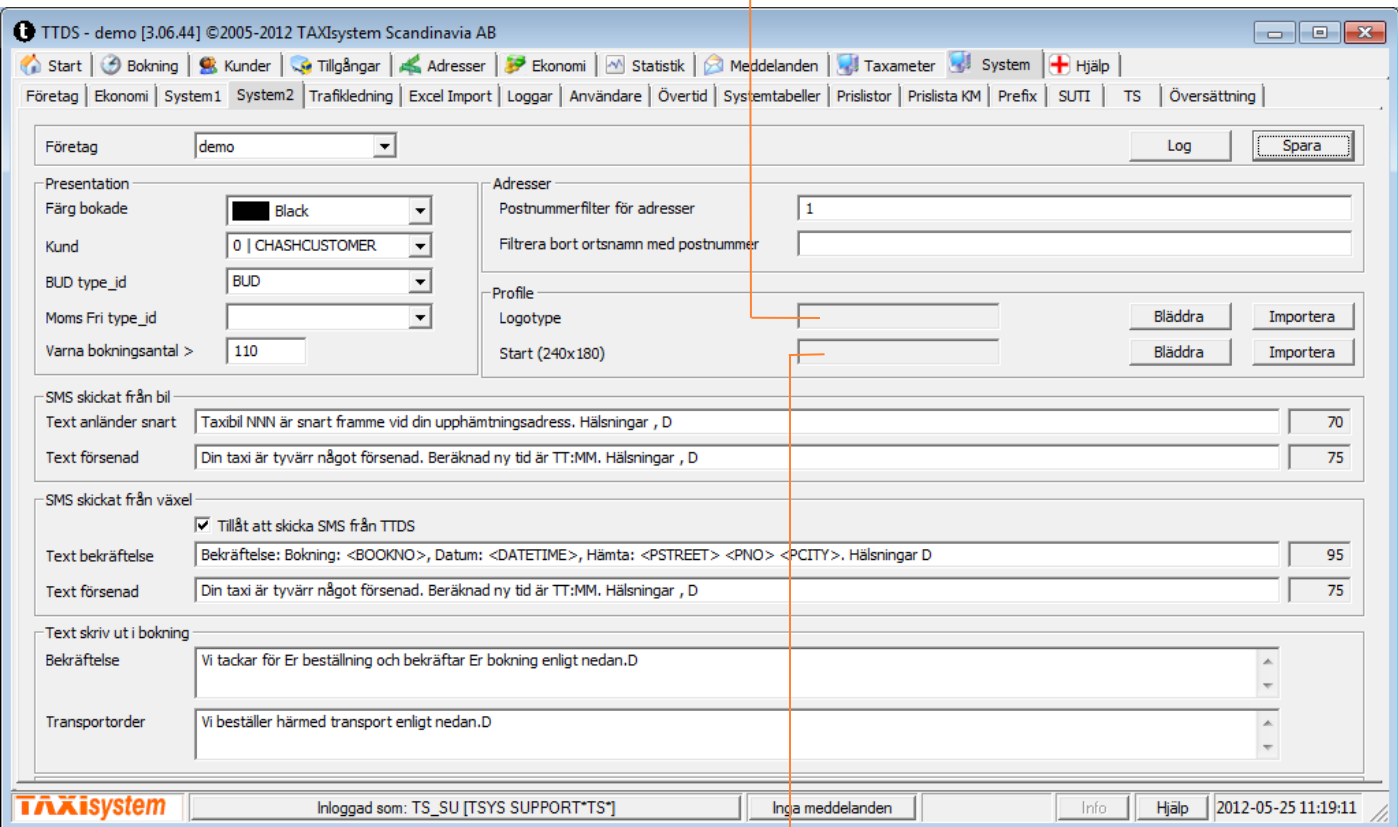 TTDS - demo [3.06.44] ©2005-2012 TAXIsystem Scandinavia AB
Start Bokning Kunder Tillgångar Adresser Ekonomi Statistik Meddelanden Taxameter System Hjälp
Företag Ekonomi System1 System2 Trafikledning Excel Import Loggar Användare Övertid Systemtabeller Prislistor Prislista KM Prefix SUTI TS Översättning
Företag demo Log Spara
Presentation
Färg bokade Black
Kund 0 | CHASHCUSTOMER
BUD type_id BUD
Moms Fri type_id
Varna bokningsantal > 110
Adresser
Postnummerfilter för adresser 1
Filtrera bort ortsnamn med postnummer
Profile
Logotype Bläddra Importera
Start (240x180) Bläddra Importera
SMS skickat från bil
Text anländer snart Taxibil NNN är snart framme vid din upphämtningsadress. Hälsningar , D 70
Text försenad Din taxi är tyvärr något försenad. Beräknad ny tid är TT:MM. Hälsningar , D 75
SMS skickat från växel
Tillåt att skicka SMS från TTDS
Text bekräftelse Bekräftelse: Bokning: <BOOKNO>, Datum: <DATETIME>, Hämta: <PSTREET> <PNO> <PCITY>. Hälsningar D 95
Text försenad Din taxi är tyvärr något försenad. Beräknad ny tid är TT:MM. Hälsningar , D 75
Text skriv ut i bokning
Bekräftelse Vi tackar för Er beställning och bekräftar Er bokning enligt nedan.D
Transportorder Vi beställer härmed transport enligt nedan.D
TAXIsystem Inloggad som: TS_SU [TSYS SUPPORT*TS*] Inga meddelanden Info Hjälp 2012-05-25 11:19:11